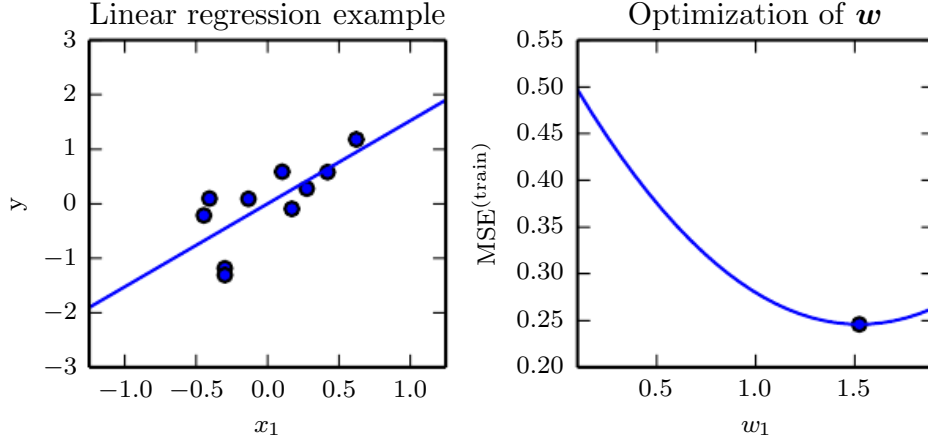 Linear regression example
3
2
1
0
−1
−2
−3
y
−1.0 −0.5 0.0 0.5 1.0
x₁
Optimization of w
0.55
0.50
0.45
0.40
0.35
0.30
0.25
0.20
MSE⁽ᵗʳᵃⁱⁿ⁾
0.5 1.0 1.5
w₁